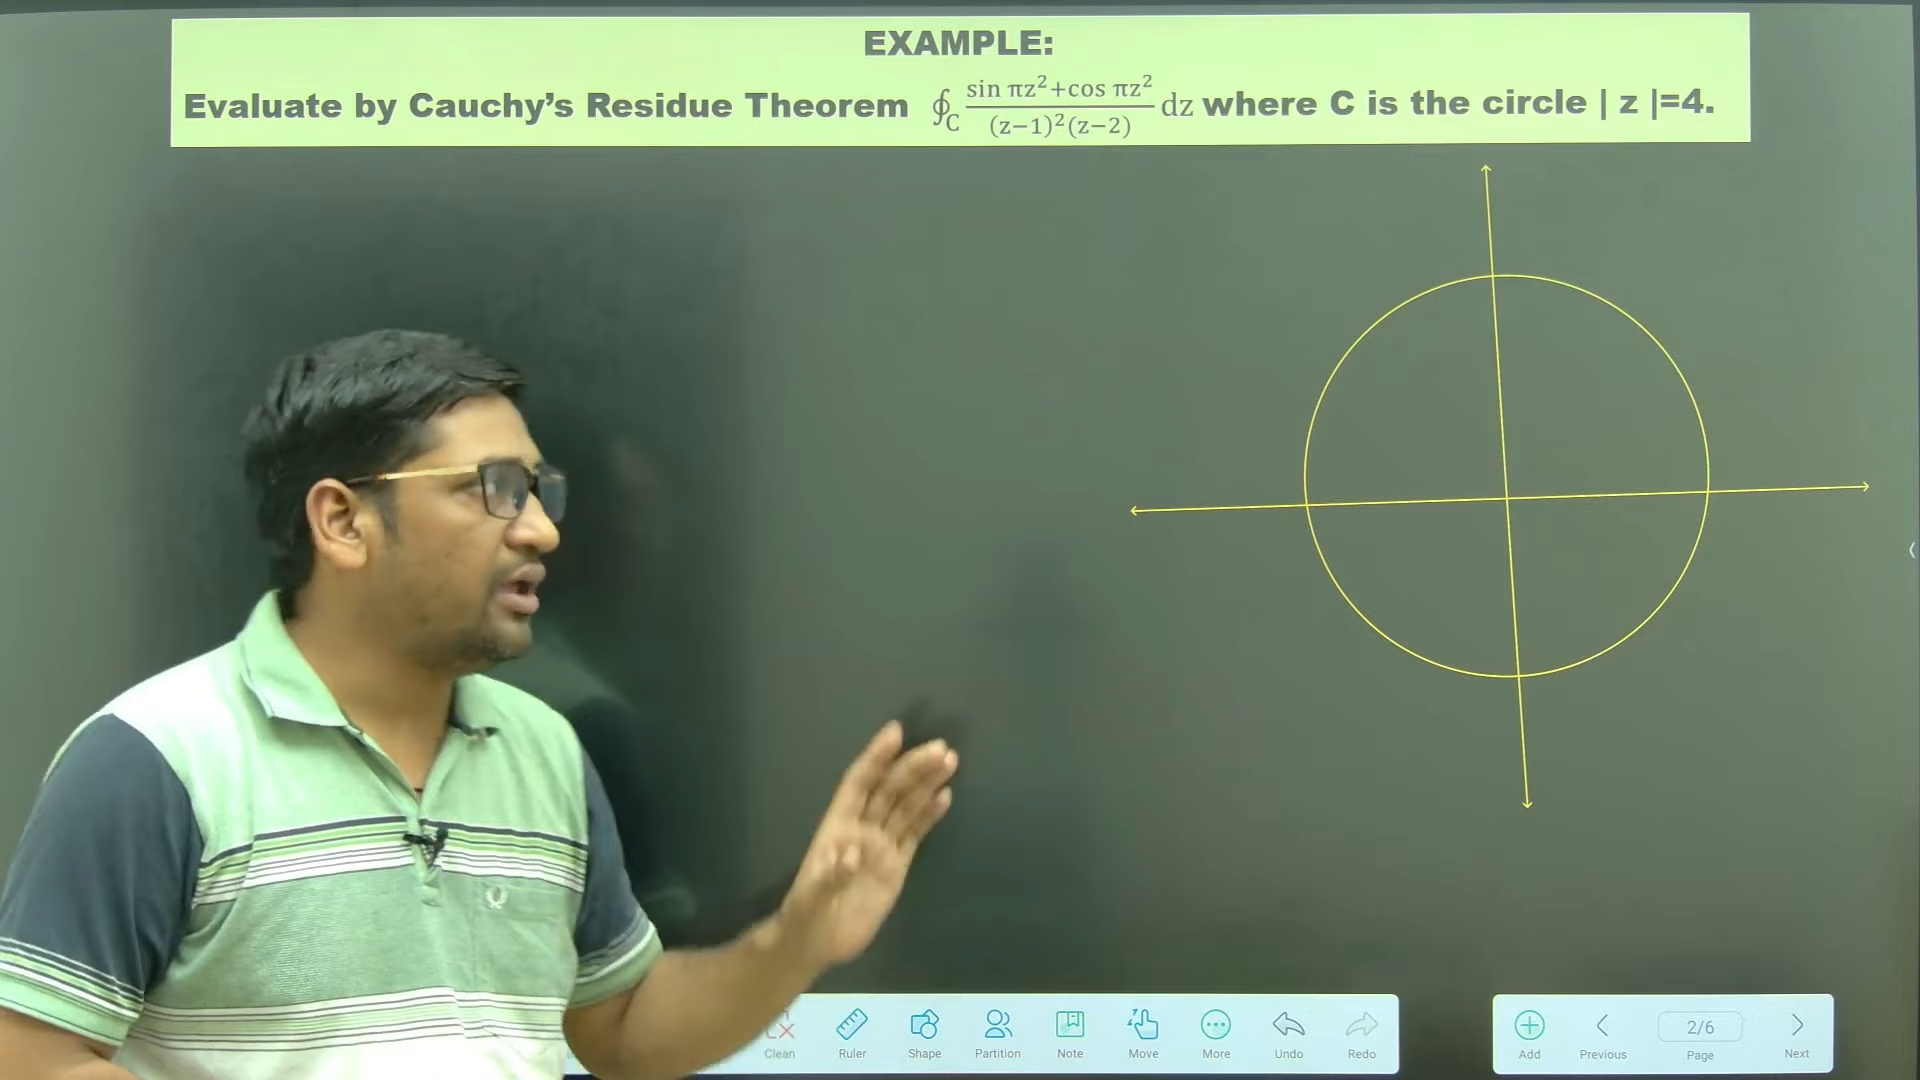 EXAMPLE:
Evaluate by Cauchy’s Residue Theorem ∮_C (sin πz²+cos πz²)/((z−1)²(z−2)) dz where C is the circle | z |=4.
Clean Ruler Shape Partition Note Move More Undo Redo
Add Previous 2/6 Page Next